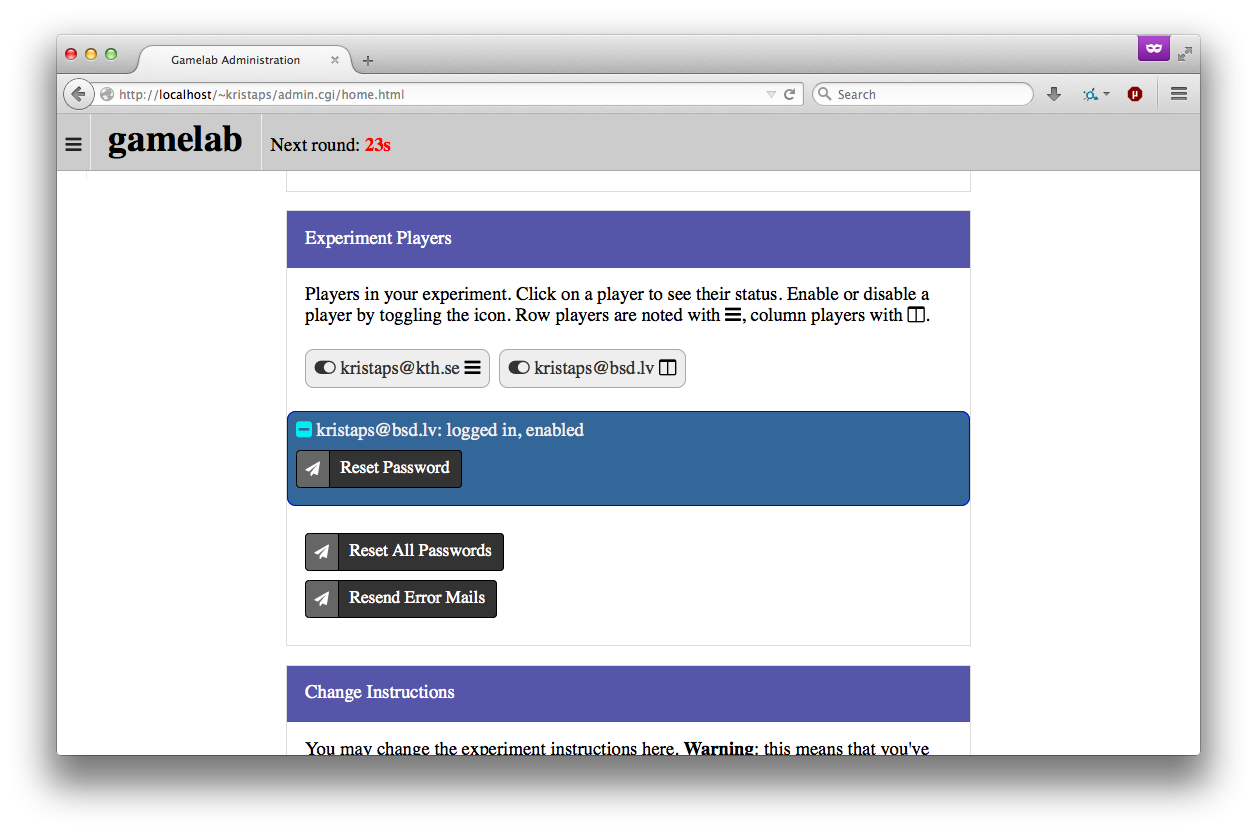 Gamelab Administration
http://localhost/~kristaps/admin.cgi/home.html
Search
gamelab
Next round: 23s
Experiment Players
Players in your experiment. Click on a player to see their status. Enable or disable a
player by toggling the icon. Row players are noted with , column players with .
kristaps@kth.se
kristaps@bsd.lv
kristaps@bsd.lv: logged in, enabled
Reset Password
Reset All Passwords
Resend Error Mails
Change Instructions
You may change the experiment instructions here. Warning: this means that you've